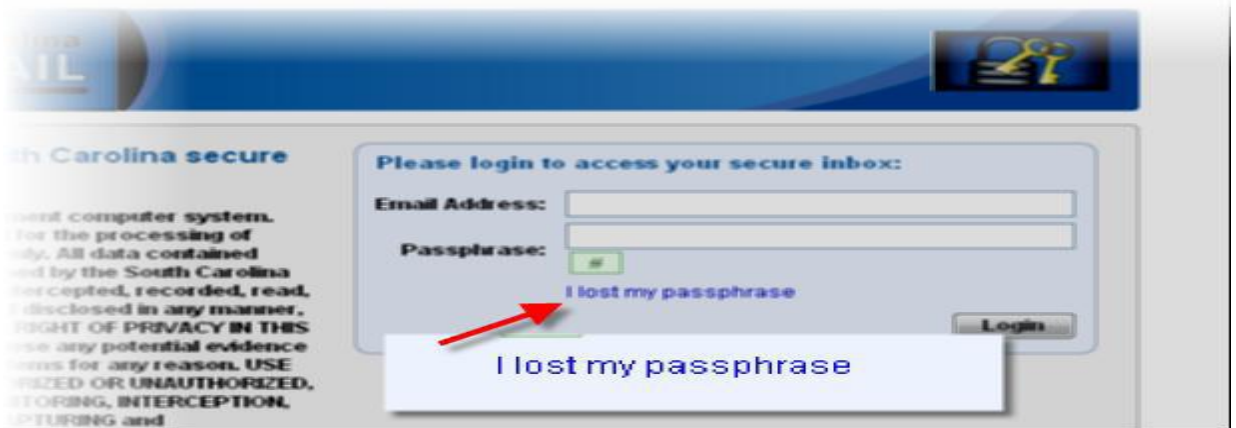 AIL
Carolina secure
Please login to access your secure inbox:
Email Address:
computer system.
for the processing of
Passphrase:
All data contained
#
by the South Carolina
recorded, read,
I lost my passphrase
disclosed in any manner,
RIGHT OF PRIVACY IN THIS
Login
any potential evidence
for any reason. USE
I lost my passphrase
OR UNAUTHORIZED,
INTERCEPTION,
and